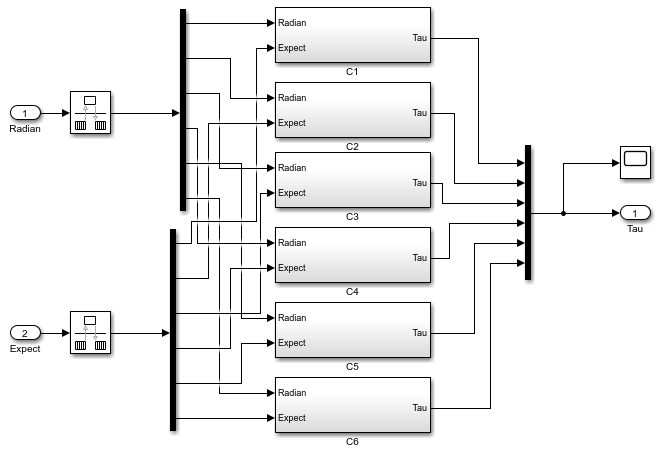 Radian
Expect
Tau
C1
Radian
Expect
Tau
C2
1
Radian
Radian
Expect
Tau
C3
1
Tau
Radian
Expect
Tau
C4
2
Expect
Radian
Expect
Tau
C5
Radian
Expect
Tau
C6